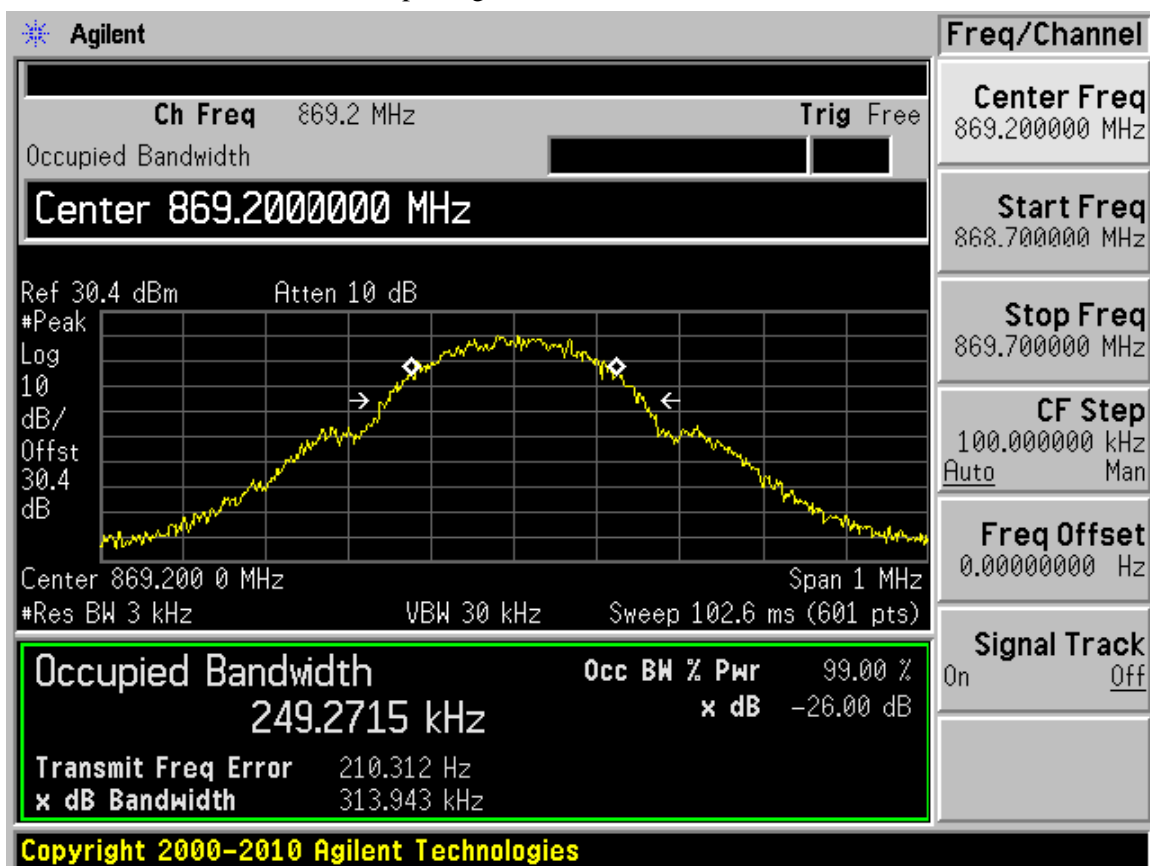 Agilent
Freq/Channel
Ch Freq 869.2 MHz Trig Free
Occupied Bandwidth
Center 869.2000000 MHz
Ref 30.4 dBm Atten 10 dB
#Peak
Log
10
dB/
Offst
30.4
dB
Center 869.200 0 MHz Span 1 MHz
#Res BW 3 kHz VBW 30 kHz Sweep 102.6 ms (601 pts)
Occupied Bandwidth Occ BW % Pwr 99.00 %
249.2715 kHz x dB -26.00 dB
Transmit Freq Error 210.312 Hz
x dB Bandwidth 313.943 kHz
Center Freq
869.200000 MHz
Start Freq
868.700000 MHz
Stop Freq
869.700000 MHz
CF Step
100.000000 kHz
Auto Man
Freq Offset
0.00000000 Hz
Signal Track
On Off
Copyright 2000-2010 Agilent Technologies